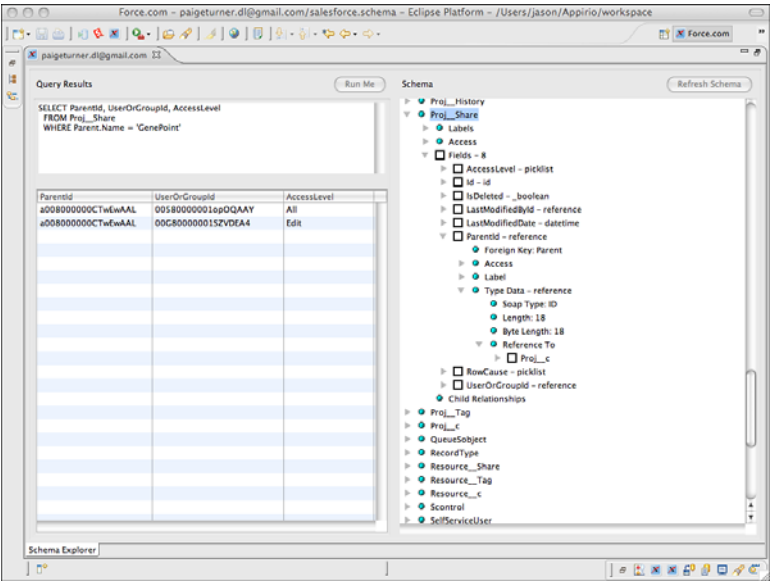 Force.com – paigeturner.dl@gmail.com/salesforce.schema – Eclipse Platform – /Users/jason/Appirio/workspace
Force.com
paigeturner.dl@gmail.com
Query Results
Run Me
SELECT ParentId, UserOrGroupId, AccessLevel
FROM Proj__Share
WHERE Parent.Name = 'GenePoint'
ParentId UserOrGroupId AccessLevel
a008000000CTwEwAAL 00580000001opOQAAY All
a008000000CTwEwAAL 00G80000001SZVDEA4 Edit
Schema
Refresh Schema
Proj__History
Proj__Share
Labels
Access
Fields – 8
AccessLevel – picklist
Id – id
IsDeleted – _boolean
LastModifiedById – reference
LastModifiedDate – datetime
ParentId – reference
Foreign Key: Parent
Access
Label
Type Data – reference
Soap Type: ID
Length: 18
Byte Length: 18
Reference To
Proj__c
RowCause – picklist
UserOrGroupId – reference
Child Relationships
Proj__Tag
Proj__c
QueueSobject
RecordType
Resource__Share
Resource__Tag
Resource__c
Scontrol
SelfServiceUser
Schema Explorer